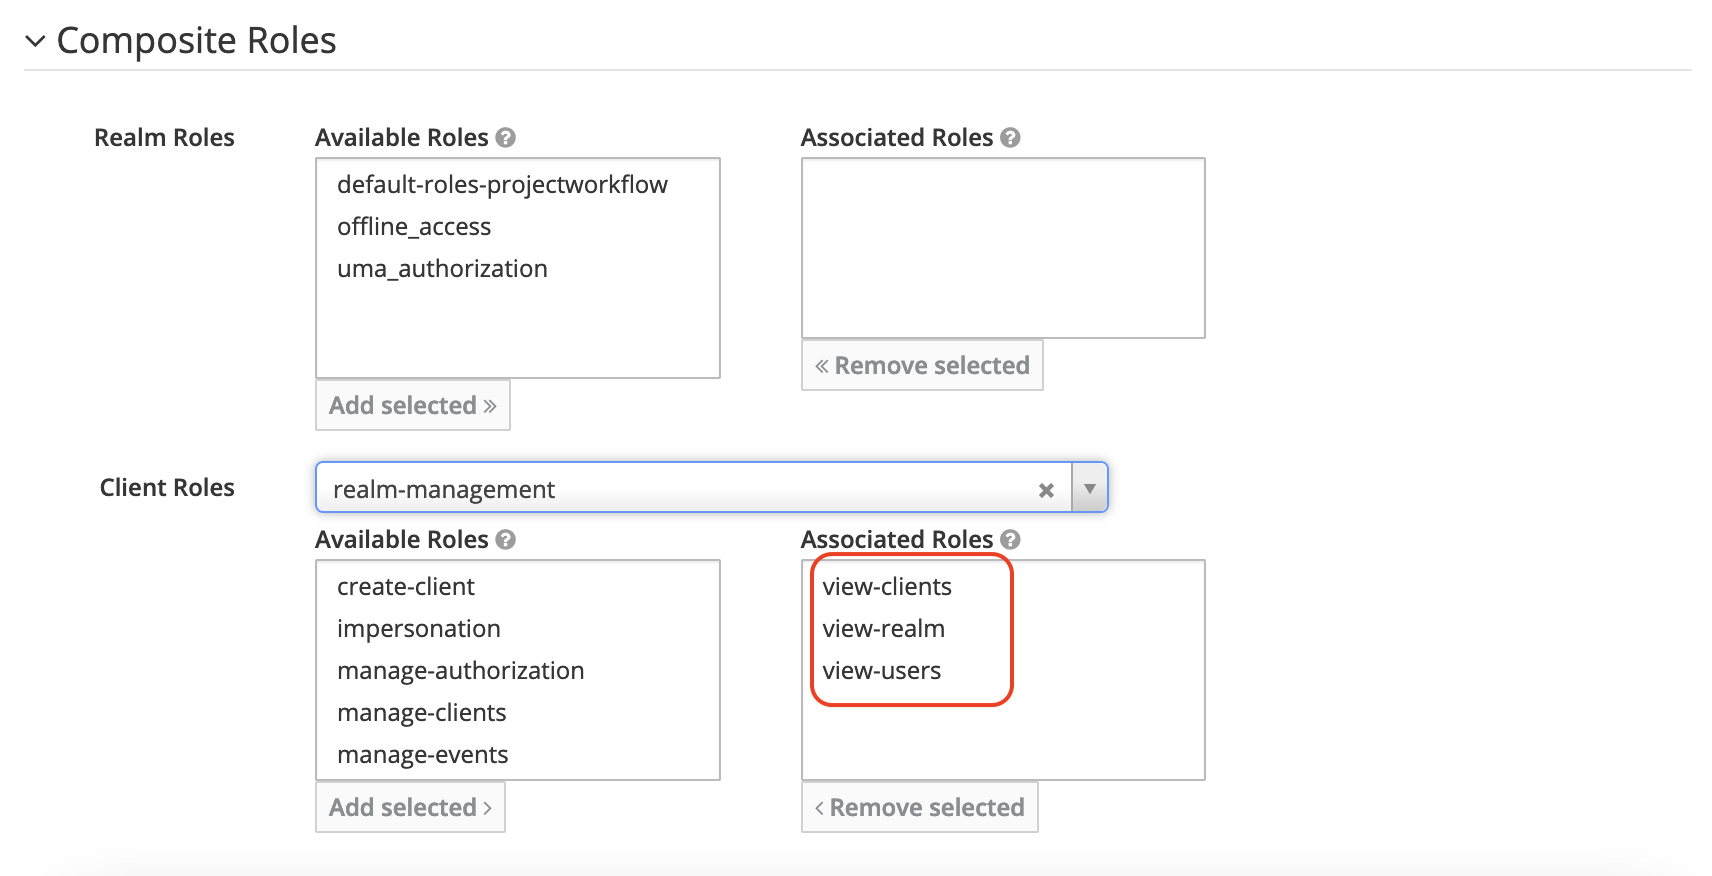 Composite Roles
Realm Roles
Available Roles
default-roles-projectworkflow
offline_access
uma_authorization
Add selected »
Associated Roles
« Remove selected
Client Roles
realm-management
Available Roles
create-client
impersonation
manage-authorization
manage-clients
manage-events
Add selected >
Associated Roles
view-clients
view-realm
view-users
< Remove selected